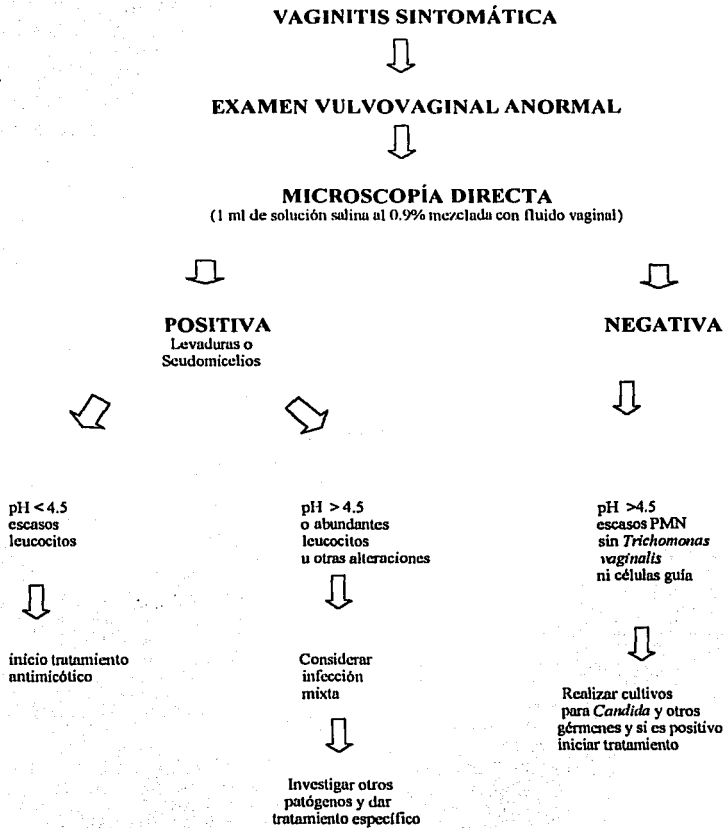 VAGINITIS SINTOMÁTICA
EXAMEN VULVOVAGINAL ANORMAL
MICROSCOPÍA DIRECTA
(1 ml de solución salina al 0.9% mezclada con fluido vaginal)
POSITIVA
Levaduras o
Seudomicelios
NEGATIVA
pH < 4.5
escasos
leucocitos
inicio tratamiento
antimicótico
pH > 4.5
o abundantes
leucocitos
u otras alteraciones
Considerar
infección
mixta
Investigar otros
patógenos y dar
tratamiento específico
pH >4.5
escasos PMN
sin Trichomonas
vaginalis
ni células guía
Realizar cultivos
para Candida y otros
gérmenes y si es positivo
iniciar tratamiento